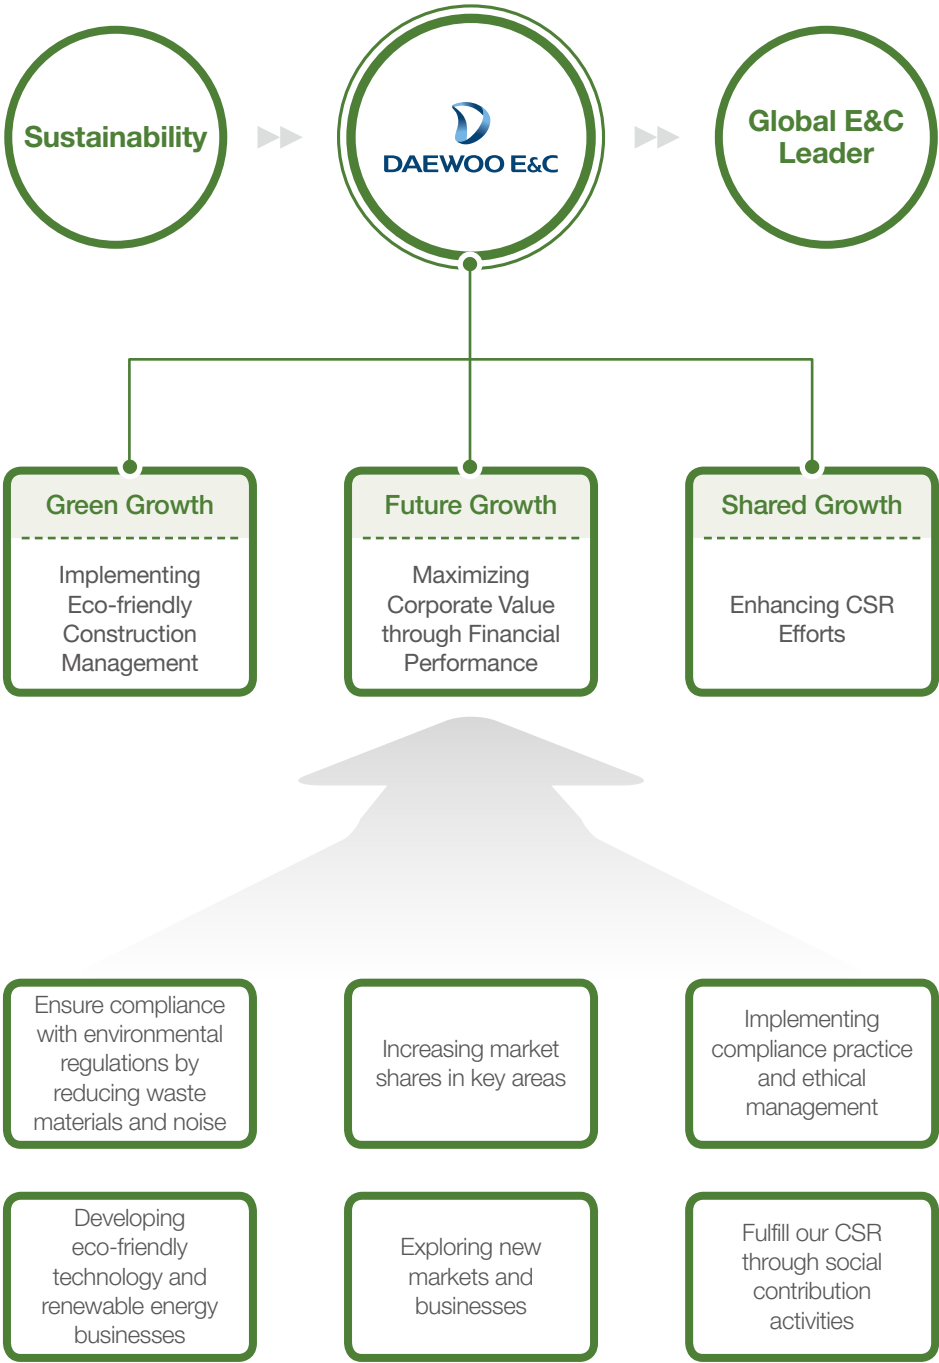 Sustainability
DAEWOO E&C
Global E&C
Leader
Green Growth
Implementing
Eco-friendly
Construction
Management
Future Growth
Maximizing
Corporate Value
through Financial
Performance
Shared Growth
Enhancing CSR
Efforts
Ensure compliance
with environmental
regulations by
reducing waste
materials and noise
Increasing market
shares in key areas
Implementing
compliance practice
and ethical
management
Developing
eco-friendly
technology and
renewable energy
businesses
Exploring new
markets and
businesses
Fulfill our CSR
through social
contribution
activities